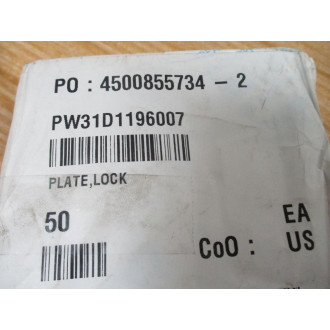 PO : 4500855734 - 2
PW31D1196007
PLATE,LOCK
50 EA
CoO : US